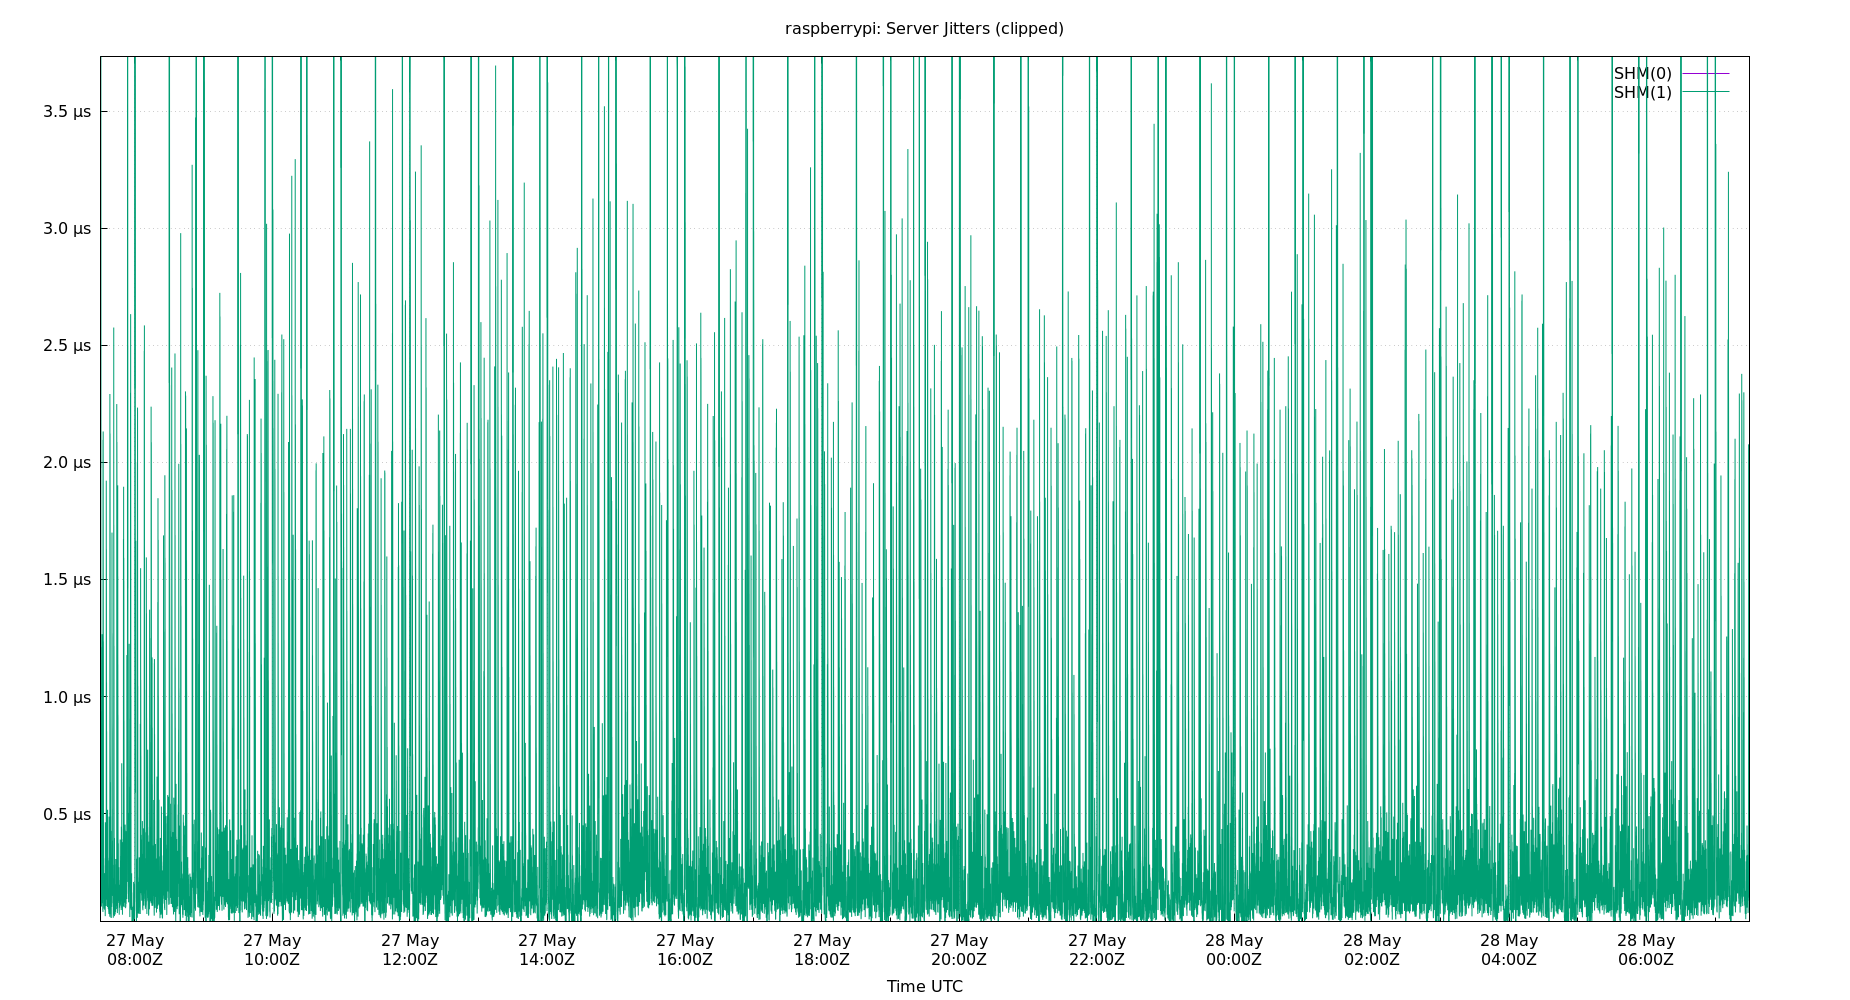 raspberrypi: Server Jitters (clipped)
SHM(0)
SHM(1)
3.5 µs
3.0 µs
2.5 µs
2.0 µs
1.5 µs
1.0 µs
0.5 µs
27 May 27 May 27 May 27 May 27 May 27 May 27 May 27 May 28 May 28 May 28 May 28 May
08:00Z 10:00Z 12:00Z 14:00Z 16:00Z 18:00Z 20:00Z 22:00Z 00:00Z 02:00Z 04:00Z 06:00Z
Time UTC